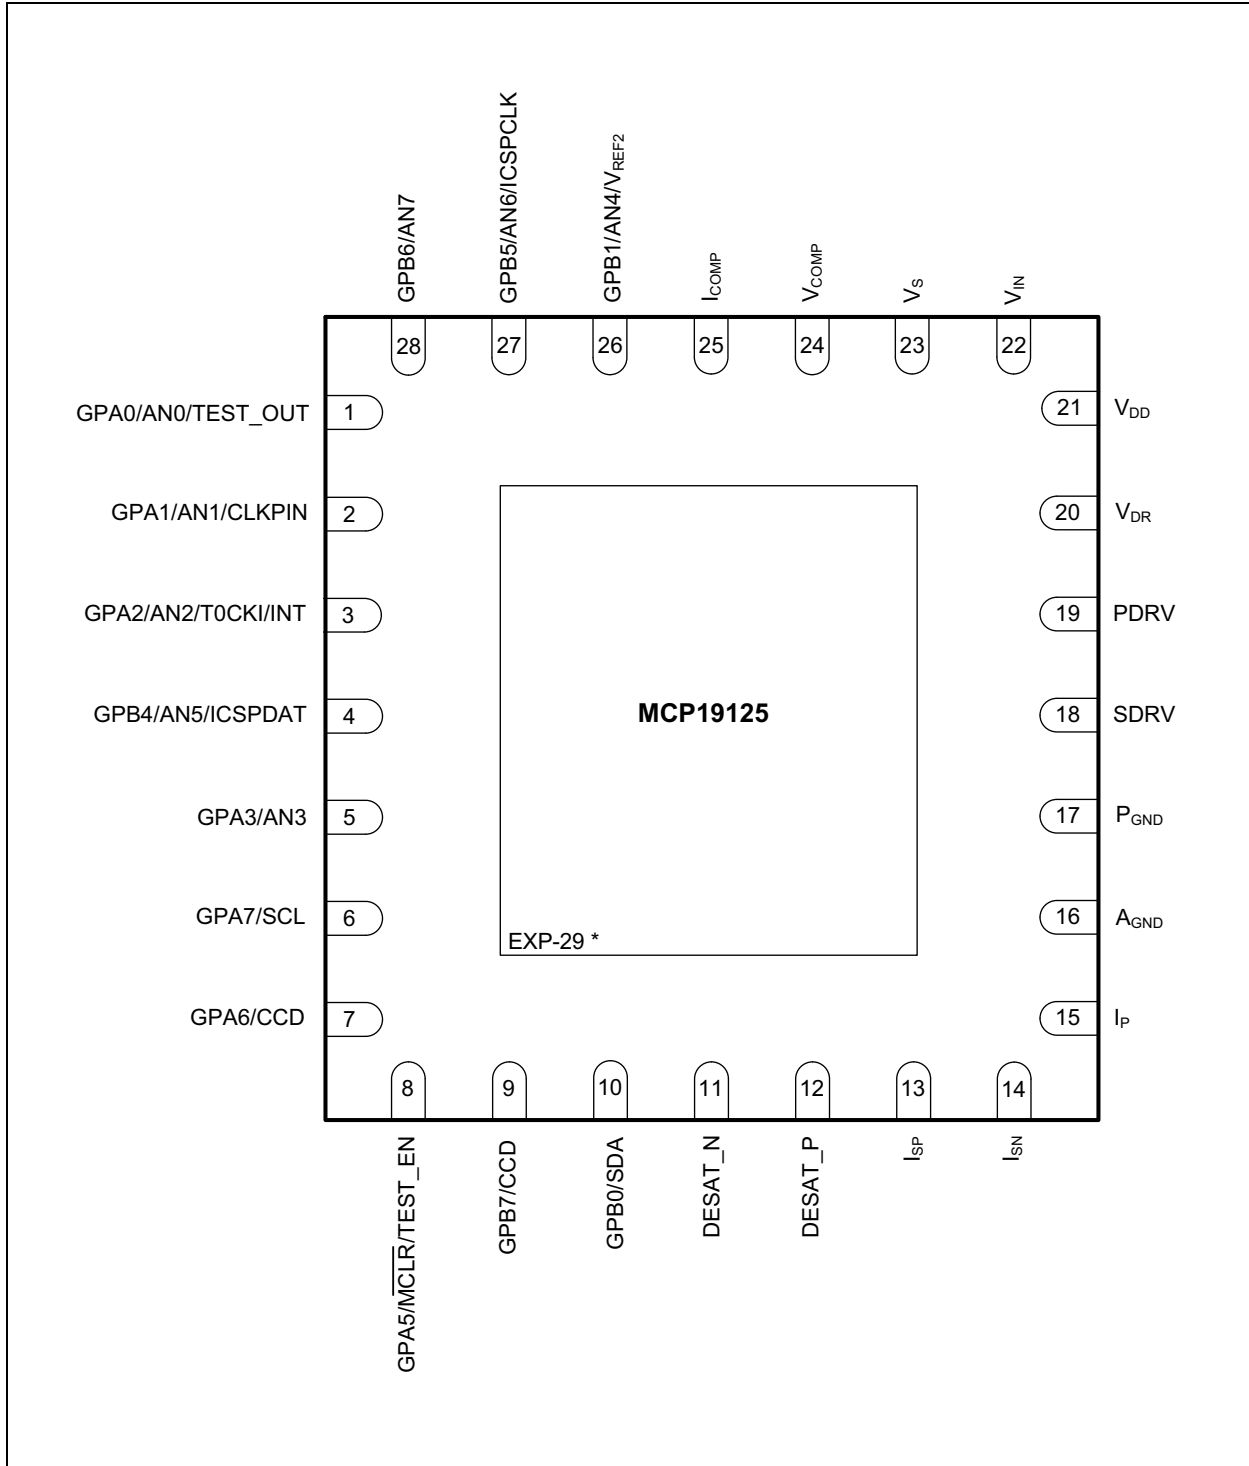 GPB6/AN7
GPB5/AN6/ICSPCLK
GPB1/AN4/VREF2
ICOMP
VCOMP
VS
VIN
28
27
26
25
24
23
22
GPA0/AN0/TEST_OUT 1
GPA1/AN1/CLKPIN 2
GPA2/AN2/T0CKI/INT 3
GPB4/AN5/ICSPDAT 4
GPA3/AN3 5
GPA7/SCL 6
GPA6/CCD 7
MCP19125
EXP-29 *
21 VDD
20 VDR
19 PDRV
18 SDRV
17 PGND
16 AGND
15 IP
8
9
10
11
12
13
14
GPA5/MCLR/TEST_EN
GPB7/CCD
GPB0/SDA
DESAT_N
DESAT_P
ISP
ISN